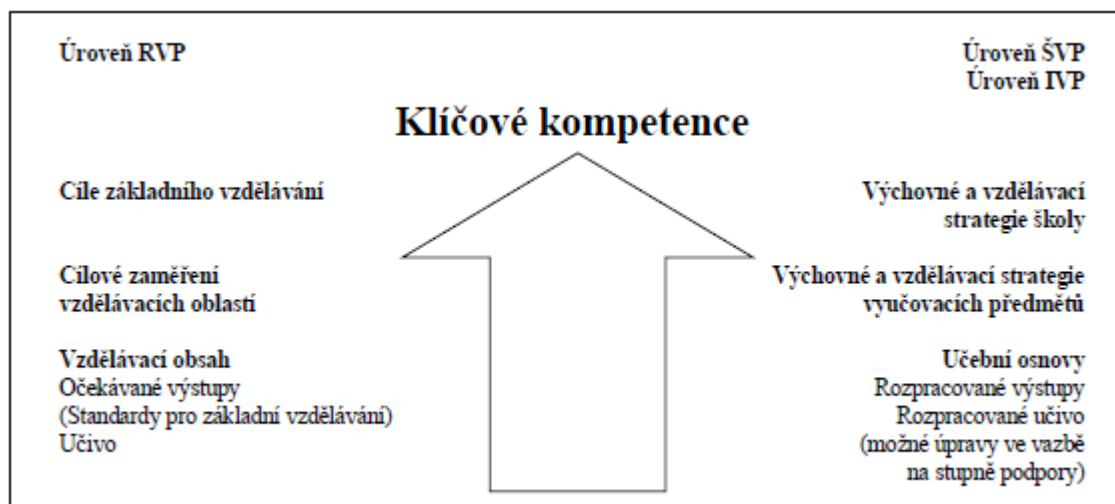 Úroveň RVP
Úroveň ŠVP
Úroveň IVP
Klíčové kompetence
Cíle základního vzdělávání
Výchovné a vzdělávací
strategie školy
Cílové zaměření
vzdělávacích oblastí
Výchovné a vzdělávací strategie
vyučovacích předmětů
Vzdělávací obsah
Očekávané výstupy
(Standardy pro základní vzdělávání)
Učivo
Učební osnovy
Rozpracované výstupy
Rozpracované učivo
(možné úpravy ve vazbě
na stupně podpory)